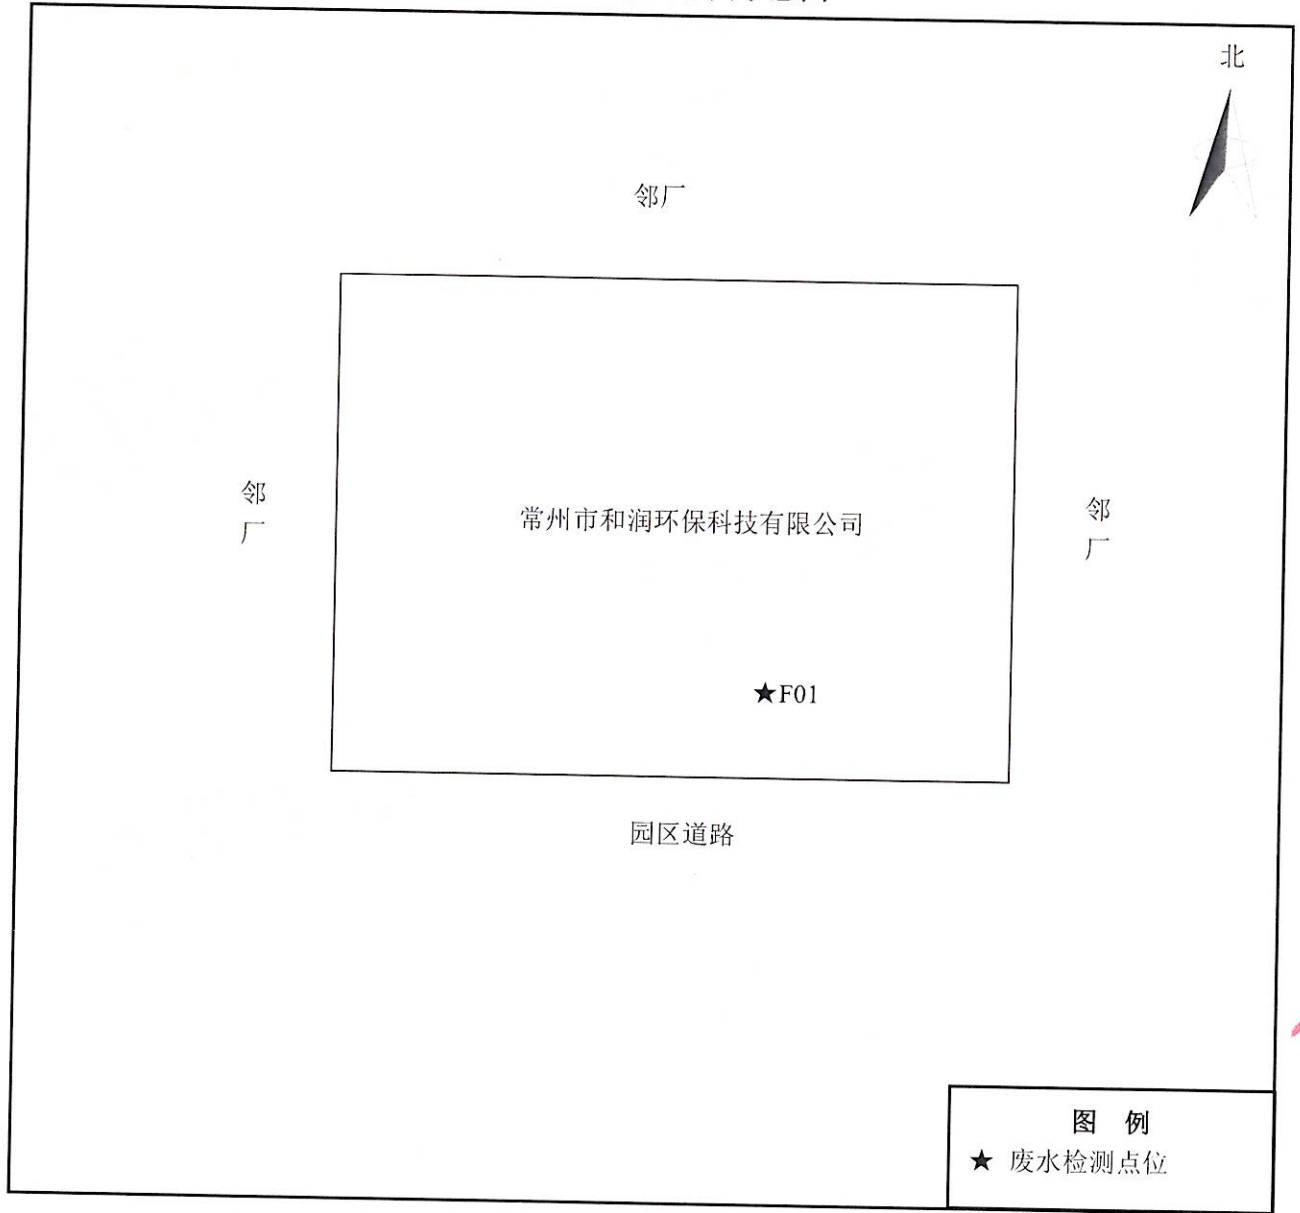 北
邻厂
邻
厂
常州市和润环保科技有限公司
邻
厂
★F01
园区道路
图 例
★ 废水检测点位